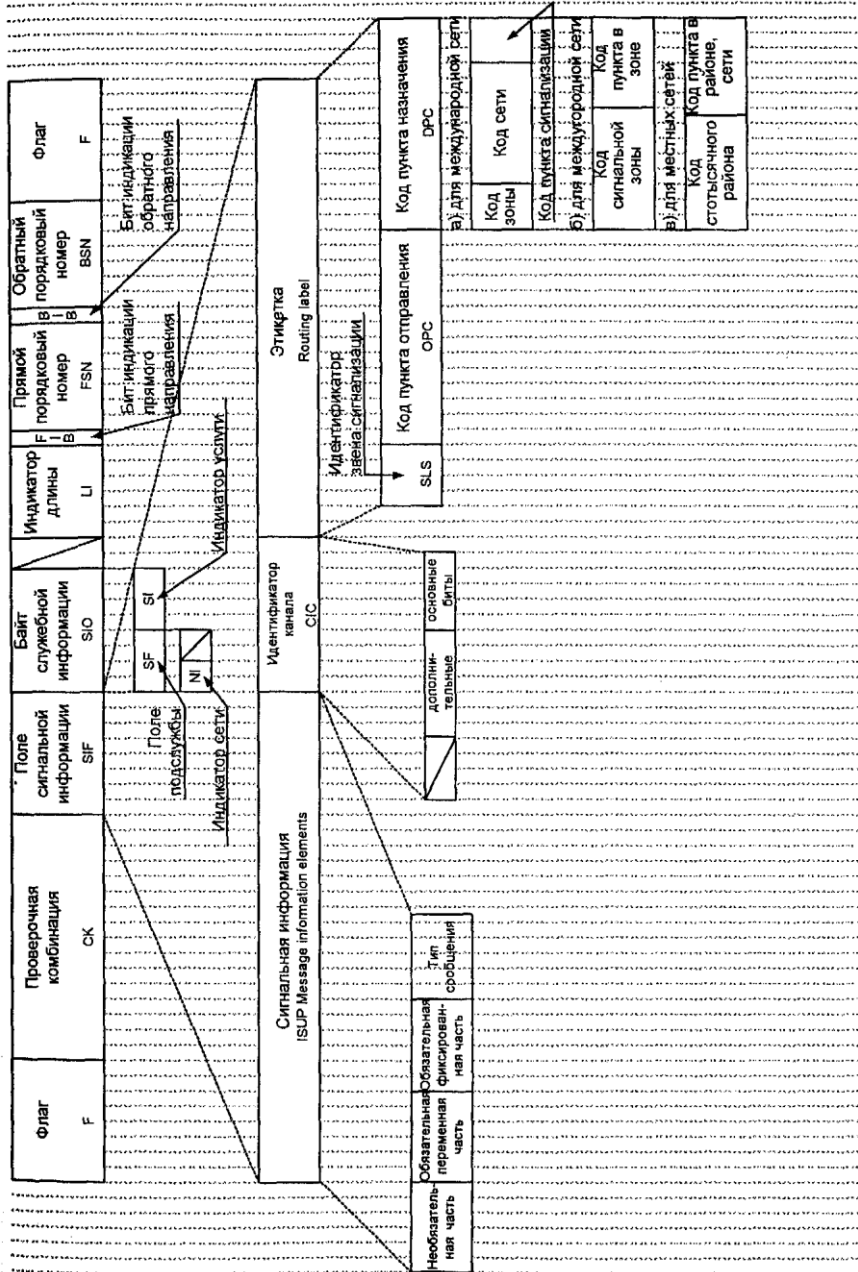 Флаг
F
Проверочная
комбинация
CK
Поле
сигнальной
информации
SIF
Байт
служебной
информации
SIO
Индикатор
длины
LI
F
I
B
Прямой
порядковый
номер
FSN
B
I
B
Обратный
порядковый
номер
BSN
Флаг
F
SF
SI
NI
Поле
подслужбы
Индикатор сети
Индикатор услуги
Бит индикации
прямого
направления
Бит индикации
обратного
направления
Сигнальная информация
ISUP Message information elements
Идентификатор
канала
CIC
Этикетка
Routing label
Необязатель-
ная часть
Обязательная
переменная
часть
Обязательная
фиксирован-
ная часть
Тип
сообщения
дополни-
тельные
основные
биты
Идентификатор
звена сигнализации
SLS
Код пункта отправления
OPC
Код пункта назначения
DPC
а) для международной сети
Код
зоны
Код сети
Код пункта сигнализации
б) для междугородной сети
Код
сигнальной
зоны
Код
пункта в
зоне
в) для местных сетей
Код
стотысячного
района
Код пункта в
районе,
сети